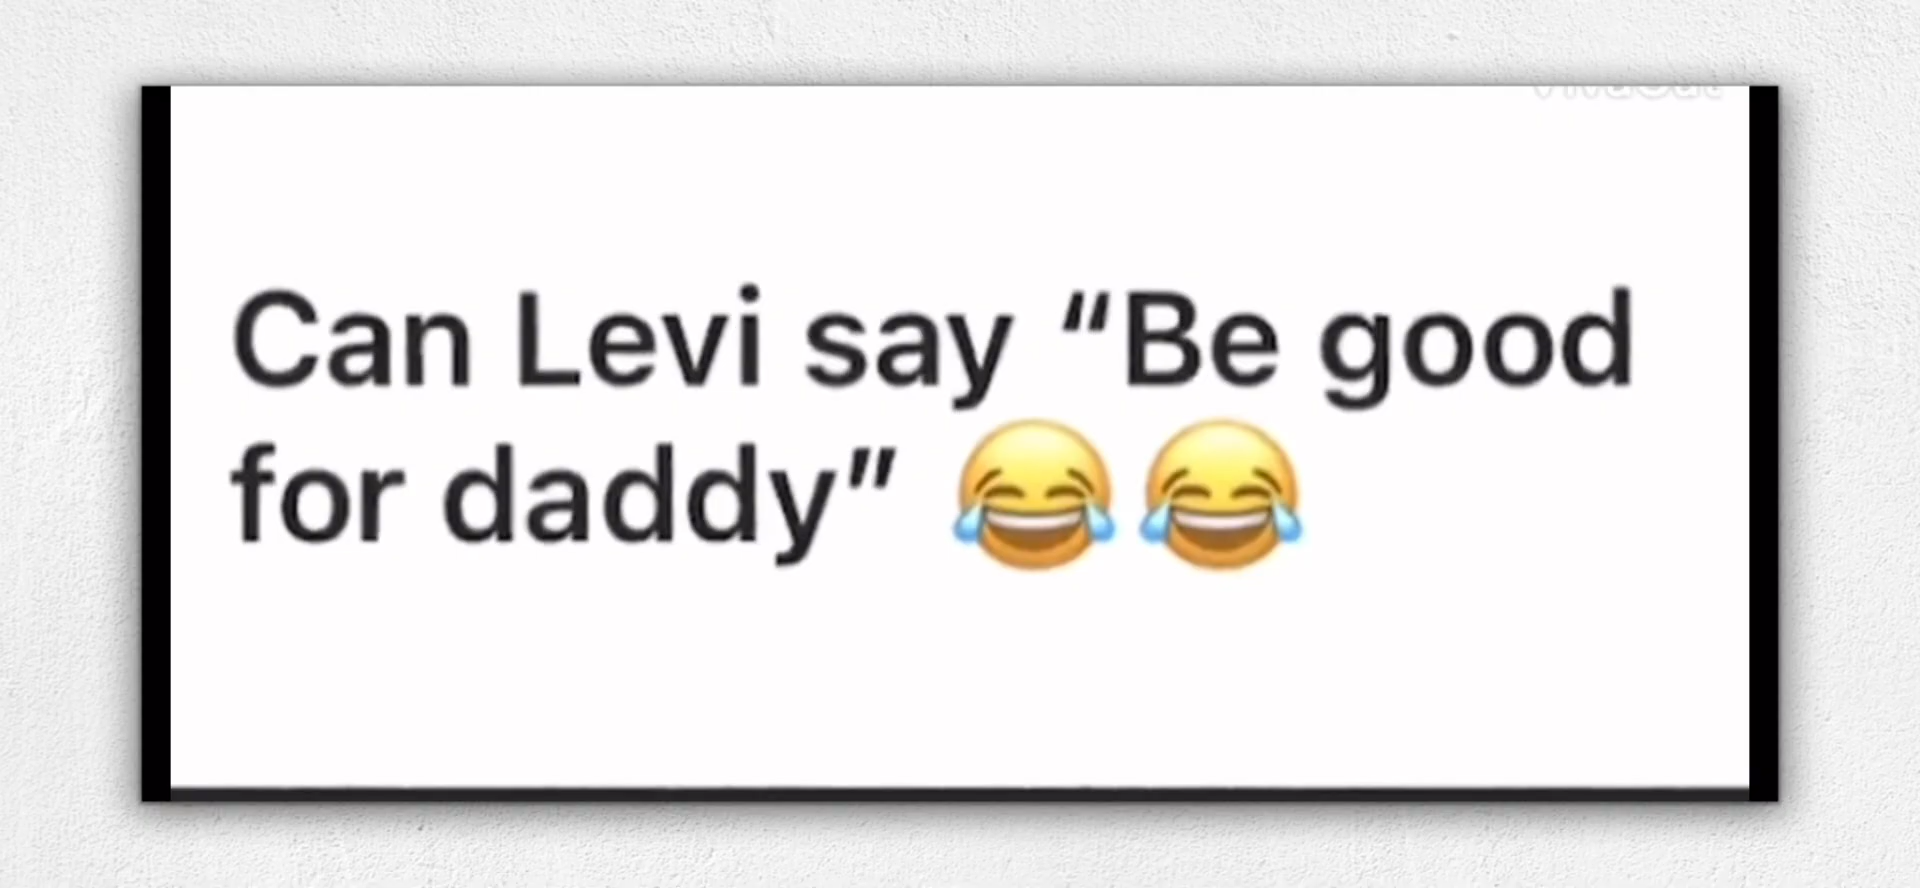 Can Levi say “Be good
for daddy” 😂😂